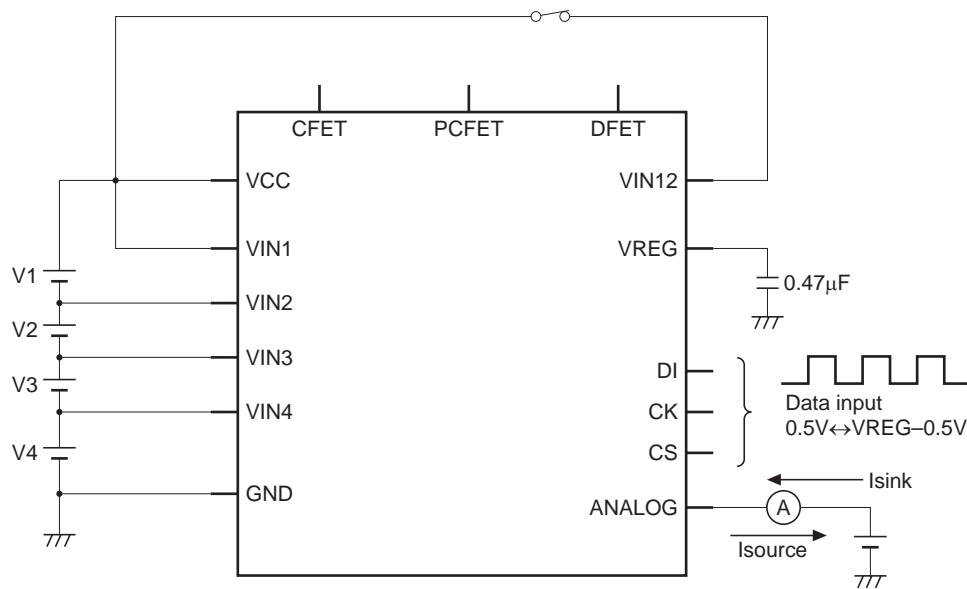 CFET
PCFET
DFET
VCC
VIN12
VIN1
VREG
V1
0.47μF
VIN2
V2
VIN3
V3
DI
VIN4
CK
Data input
0.5V↔VREG–0.5V
V4
CS
Isink
GND
ANALOG
A
Isource